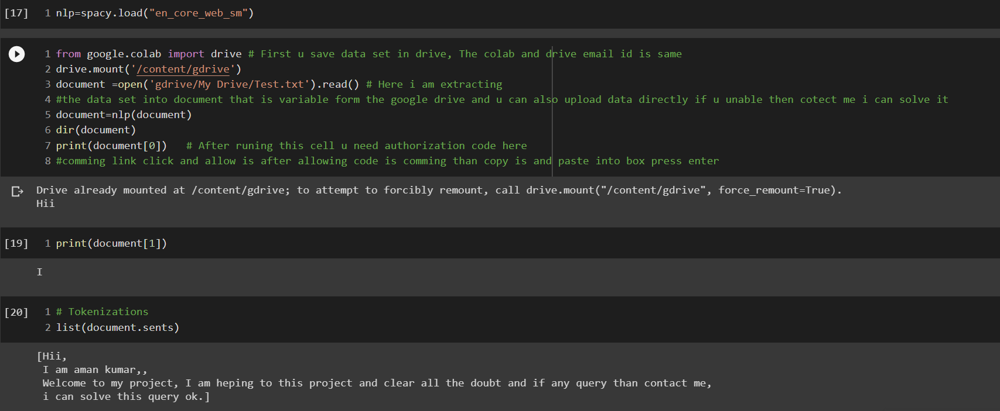 [17] 1 nlp=spacy.load("en_core_web_sm")
1 from google.colab import drive # First u save data set in drive, The colab and drive email id is same
2 drive.mount('/content/gdrive')
3 document =open('gdrive/My Drive/Test.txt').read() # Here i am extracting
4 #the data set into document that is variable form the google drive and u can also upload data directly if u unable then cotect me i can solve it
5 document=nlp(document)
6 dir(document)
7 print(document[0])   # After runing this cell u need authorization code here
8 #comming link click and allow is after allowing code is comming than copy is and paste into box press enter
Drive already mounted at /content/gdrive; to attempt to forcibly remount, call drive.mount("/content/gdrive", force_remount=True).
Hii
[19] 1 print(document[1])
I
[20] 1 # Tokenizations
2 list(document.sents)
[Hii,
I am aman kumar,,
Welcome to my project, I am heping to this project and clear all the doubt and if any query than contact me,
i can solve this query ok.]